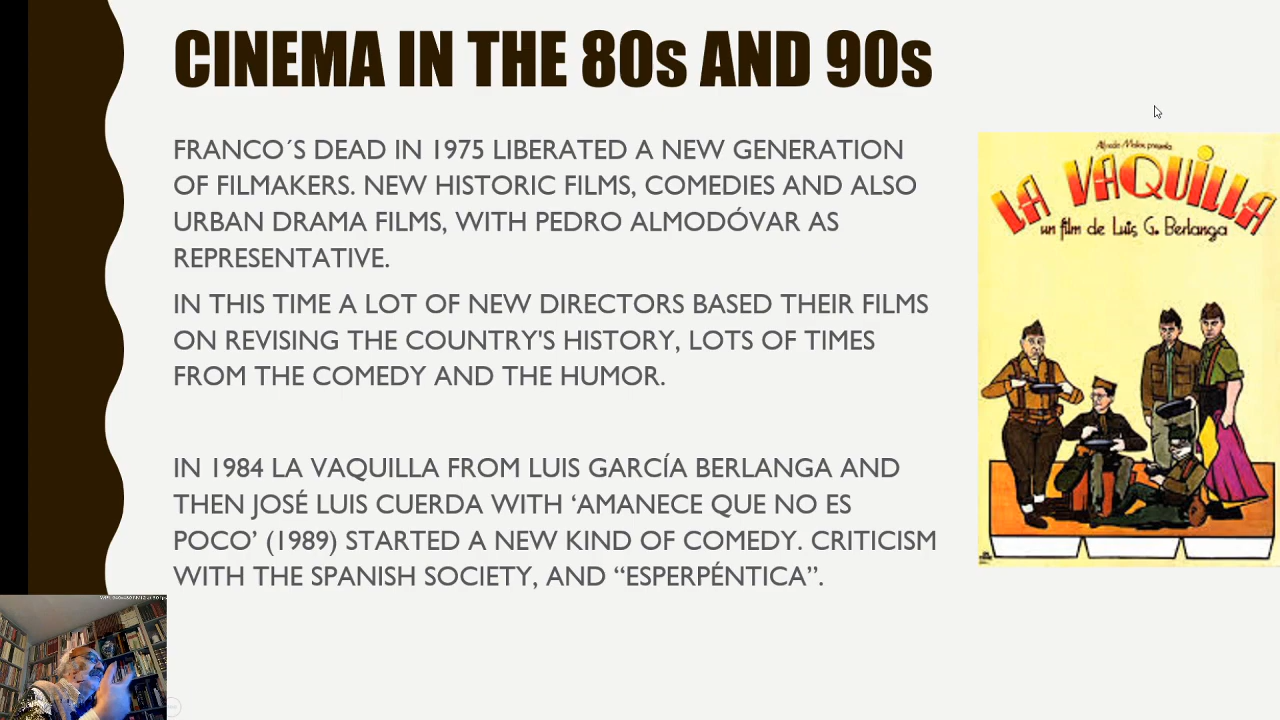 CINEMA IN THE 80s AND 90s
FRANCO´S DEAD IN 1975 LIBERATED A NEW GENERATION
OF FILMAKERS. NEW HISTORIC FILMS, COMEDIES AND ALSO
URBAN DRAMA FILMS, WITH PEDRO ALMODÓVAR AS
REPRESENTATIVE.
IN THIS TIME A LOT OF NEW DIRECTORS BASED THEIR FILMS
ON REVISING THE COUNTRY'S HISTORY, LOTS OF TIMES
FROM THE COMEDY AND THE HUMOR.
IN 1984 LA VAQUILLA FROM LUIS GARCÍA BERLANGA AND
THEN JOSÉ LUIS CUERDA WITH ‘AMANECE QUE NO ES
POCO’ (1989) STARTED A NEW KIND OF COMEDY. CRITICISM
WITH THE SPANISH SOCIETY, AND “ESPERPÉNTICA”.
Alfredo Matas presenta
LA VAQUILLA
un film de Luis G. Berlanga